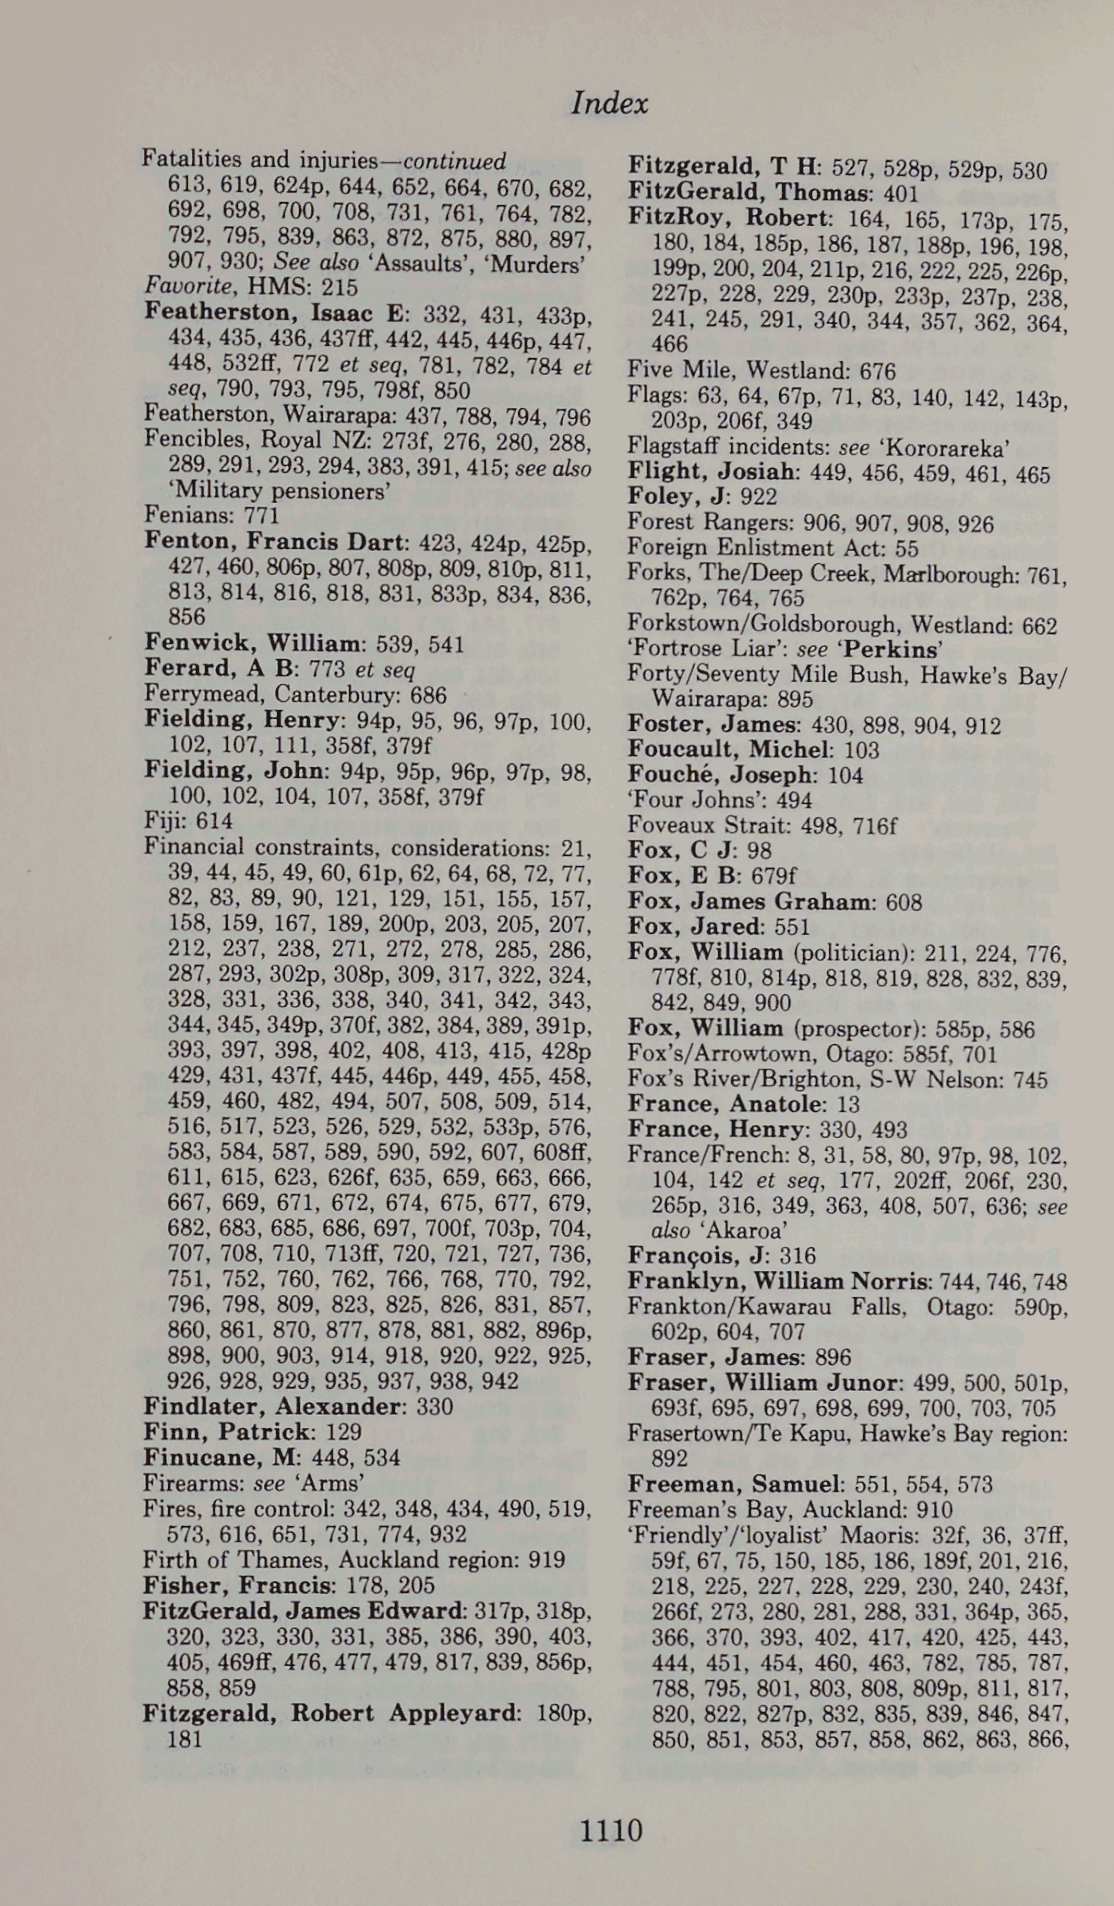 Index
Fatalities and injuries—continued
613, 619, 624p, 644, 652, 664, 670, 682,
692, 698, 700, 708, 731, 761, 764, 782,
792, 795, 839, 863, 872, 875, 880, 897,
907, 930; See also ‘Assaults’, ‘Murders’
Favorite, HMS: 215
Featherston, Isaac E: 332, 431, 433p,
434, 435, 436, 437ff, 442, 445, 446p, 447,
448, 532ff, 772 et seq, 781, 782, 784 et
seq, 790, 793, 795, 798f, 850
Featherston, Wairarapa: 437, 788, 794, 796
Fencibles, Royal NZ: 273f, 276, 280, 288,
289, 291, 293, 294, 383, 391, 415; see also
‘Military pensioners’
Fenians: 771
Fenton, Francis Dart: 423, 424p, 425p,
427, 460, 806p, 807, 808p, 809, 810p, 811,
813, 814, 816, 818, 831, 833p, 834, 836,
856
Fenwick, William: 539, 541
Ferard, A B: 773 et seq
Ferrymead, Canterbury: 686
Fielding, Henry: 94p, 95, 96, 97p, 100,
102, 107, 111, 358f, 379f
Fielding, John: 94p, 95p, 96p, 97p, 98,
100, 102, 104, 107, 358f, 379f
Fiji: 614
Financial constraints, considerations: 21,
39, 44, 45, 49, 60, 61p, 62, 64, 68, 72, 77,
82, 83, 89, 90, 121, 129, 151, 155, 157,
158, 159, 167, 189, 200p, 203, 205, 207,
212, 237, 238, 271, 272, 278, 285, 286,
287, 293, 302p, 308p, 309, 317, 322, 324,
328, 331, 336, 338, 340, 341, 342, 343,
344, 345, 349p, 370f, 382, 384, 389, 391p,
393, 397, 398, 402, 408, 413, 415, 428p
429, 431, 437f, 445, 446p, 449, 455, 458,
459, 460, 482, 494, 507, 508, 509, 514,
516, 517, 523, 526, 529, 532, 533p, 576,
583, 584, 587, 589, 590, 592, 607, 608ff,
611, 615, 623, 626f, 635, 659, 663, 666,
667, 669, 671, 672, 674, 675, 677, 679,
682, 683, 685, 686, 697, 700f, 703p, 704,
707, 708, 710, 713ff, 720, 721, 727, 736,
751, 752, 760, 762, 766, 768, 770, 792,
796, 798, 809, 823, 825, 826, 831, 857,
860, 861, 870, 877, 878, 881, 882, 896p,
898, 900, 903, 914, 918, 920, 922, 925,
926, 928, 929, 935, 937, 938, 942
Findlater, Alexander: 330
Finn, Patrick: 129
Finucane, M: 448, 534
Firearms: see ‘Arms’
Fires, fire control: 342, 348, 434, 490, 519,
573, 616, 651, 731, 774, 932
Firth of Thames, Auckland region: 919
Fisher, Francis: 178, 205
FitzGerald, James Edward: 317p, 318p,
320, 323, 330, 331, 385, 386, 390, 403,
405, 469ff, 476, 477, 479, 817, 839, 856p,
858, 859
Fitzgerald, Robert Appleyard: 180p,
181
Fitzgerald, T H: 527, 528p, 529p, 530
FitzGerald, Thomas: 401
FitzRoy, Robert: 164, 165, 173p, 175,
180, 184, 185p, 186, 187, 188p, 196, 198,
199p, 200, 204, 211p, 216, 222, 225, 226p,
227p, 228, 229, 230p, 233p, 237p, 238,
241, 245, 291, 340, 344, 357, 362, 364,
466
Five Mile, Westland: 676
Flags: 63, 64, 67p, 71, 83, 140, 142, 143p,
203p, 206f, 349
Flagstaff incidents: see ‘Kororareka’
Flight, Josiah: 449, 456, 459, 461, 465
Foley, J: 922
Forest Rangers: 906, 907, 908, 926
Foreign Enlistment Act: 55
Forks, The/Deep Creek, Marlborough: 761,
762p, 764, 765
Forkstown/Goldsborough, Westland: 662
‘Fortrose Liar’: see ‘Perkins’
Forty/Seventy Mile Bush, Hawke’s Bay/
Wairarapa: 895
Foster, James: 430, 898, 904, 912
Foucault, Michel: 103
Fouché, Joseph: 104
‘Four Johns’: 494
Foveaux Strait: 498, 716f
Fox, C J: 98
Fox, E B: 679f
Fox, James Graham: 608
Fox, Jared: 551
Fox, William (politician): 211, 224, 776,
778f, 810, 814p, 818, 819, 828, 832, 839,
842, 849, 900
Fox, William (prospector): 585p, 586
Fox’s/Arrowtown, Otago: 585f, 701
Fox’s River/Brighton, S-W Nelson: 745
France, Anatole: 13
France, Henry: 330, 493
France/French: 8, 31, 58, 80, 97p, 98, 102,
104, 142 et seq, 177, 202ff, 206f, 230,
265p, 316, 349, 363, 408, 507, 636; see
also ‘Akaroa’
François, J: 316
Franklyn, William Norris: 744, 746, 748
Frankton/Kawarau Falls, Otago: 590p,
602p, 604, 707
Fraser, James: 896
Fraser, William Junor: 499, 500, 501p,
693f, 695, 697, 698, 699, 700, 703, 705
Frasertown/Te Kapu, Hawke’s Bay region:
892
Freeman, Samuel: 551, 554, 573
Freeman’s Bay, Auckland: 910
‘Friendly’/‘loyalist’ Maoris: 32f, 36, 37ff,
59f, 67, 75, 150, 185, 186, 189f, 201, 216,
218, 225, 227, 228, 229, 230, 240, 243f,
266f, 273, 280, 281, 288, 331, 364p, 365,
366, 370, 393, 402, 417, 420, 425, 443,
444, 451, 454, 460, 463, 782, 785, 787,
788, 795, 801, 803, 808, 809p, 811, 817,
820, 822, 827p, 832, 835, 839, 846, 847,
850, 851, 853, 857, 858, 862, 863, 866,
1110